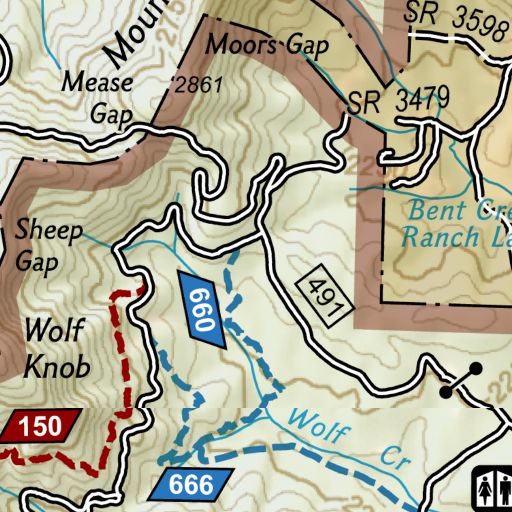 Moun
SR 3598
Moors Gap
Mease
Gap
2861
SR 3479
Bent Cre
Ranch La
Sheep
Gap
660
491
Wolf
Knob
150
Wolf Cr
666